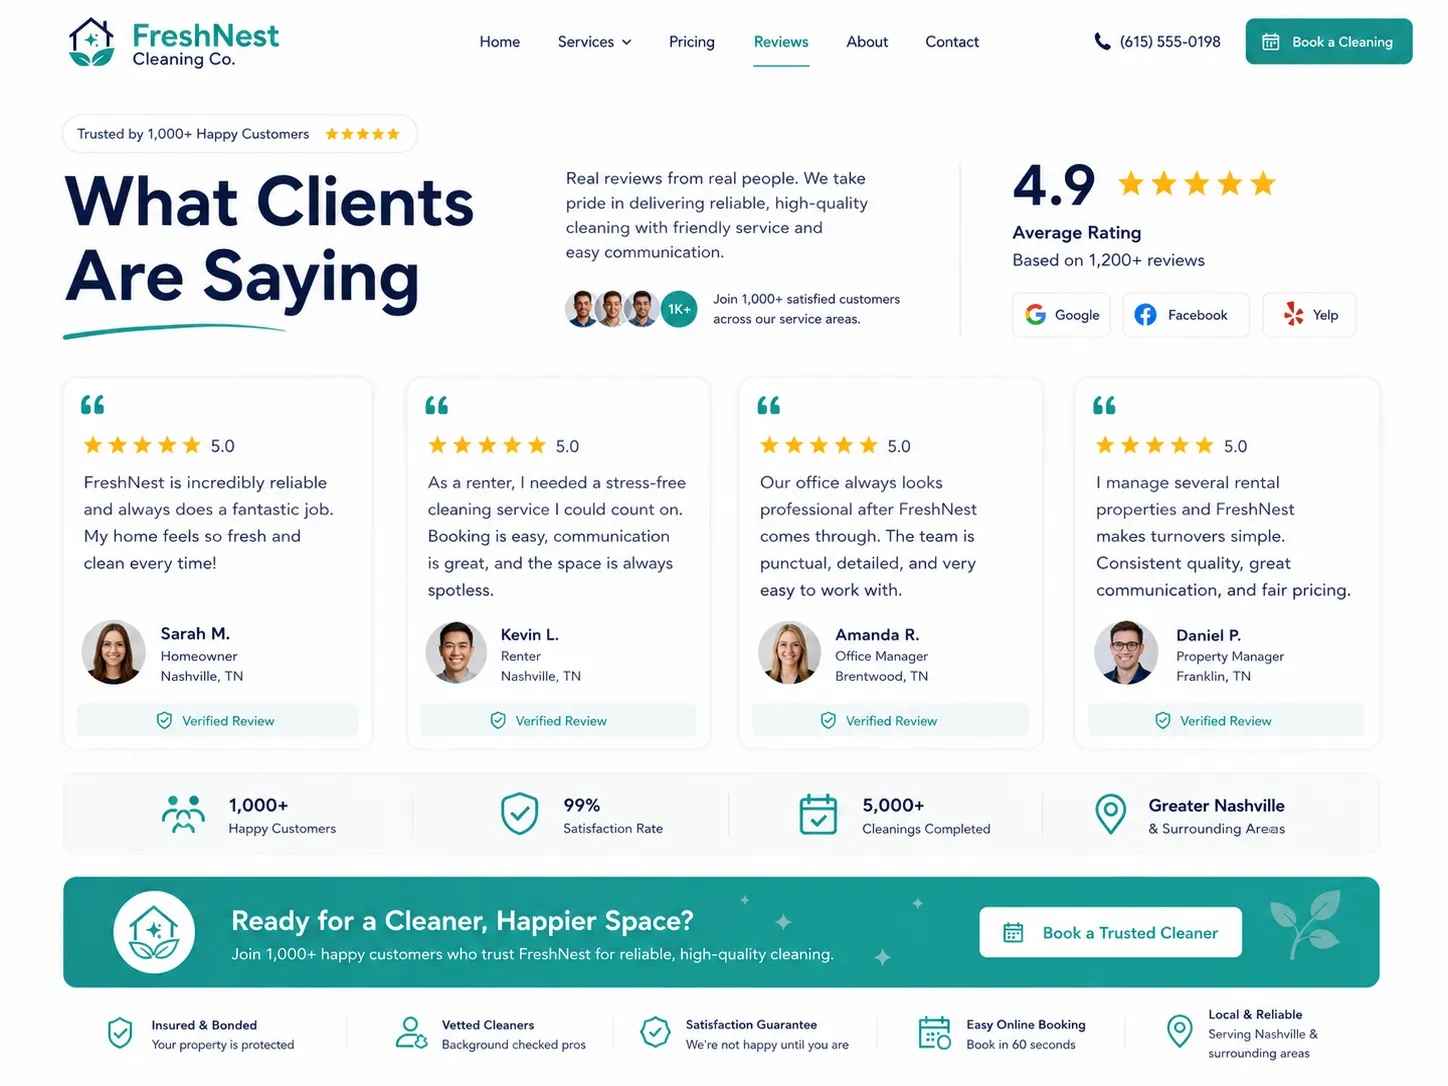 FreshNest
Cleaning Co.
Home
Services
Pricing
Reviews
About
Contact
(615) 555-0198
Book a Cleaning
Trusted by 1,000+ Happy Customers
What Clients
Are Saying
Real reviews from real people. We take
pride in delivering reliable, high-quality
cleaning with friendly service and
easy communication.
1K+
Join 1,000+ satisfied customers
across our service areas.
4.9
Average Rating
Based on 1,200+ reviews
Google
Facebook
Yelp
5.0
FreshNest is incredibly reliable
and always does a fantastic job.
My home feels so fresh and
clean every time!
Sarah M.
Homeowner
Nashville, TN
Verified Review
5.0
As a renter, I needed a stress-free
cleaning service I could count on.
Booking is easy, communication
is great, and the space is always
spotless.
Kevin L.
Renter
Nashville, TN
Verified Review
5.0
Our office always looks
professional after FreshNest
comes through. The team is
punctual, detailed, and very
easy to work with.
Amanda R.
Office Manager
Brentwood, TN
Verified Review
5.0
I manage several rental
properties and FreshNest
makes turnovers simple.
Consistent quality, great
communication, and fair pricing.
Daniel P.
Property Manager
Franklin, TN
Verified Review
1,000+
Happy Customers
99%
Satisfaction Rate
5,000+
Cleanings Completed
Greater Nashville
& Surrounding Areas
Ready for a Cleaner, Happier Space?
Join 1,000+ happy customers who trust FreshNest for reliable, high-quality cleaning.
Book a Trusted Cleaner
Insured & Bonded
Your property is protected
Vetted Cleaners
Background checked pros
Satisfaction Guarantee
We're not happy until you are
Easy Online Booking
Book in 60 seconds
Local & Reliable
Serving Nashville &
surrounding areas